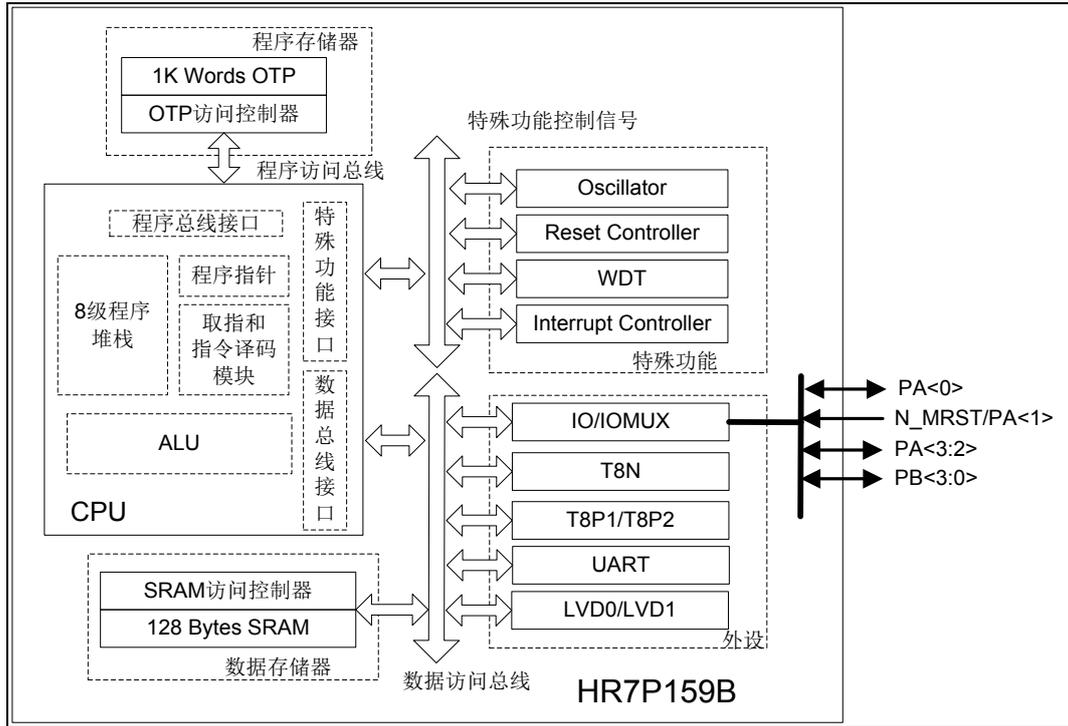 程序存储器
1K Words OTP
OTP访问控制器
程序访问总线
特殊功能控制信号
程序总线接口
程序指针
8级程序
堆栈
取指和
指令译码
模块
特
殊
功
能
接
口
ALU
数
据
总
线
接
口
CPU
Oscillator
Reset Controller
WDT
Interrupt Controller
特殊功能
IO/IOMUX
T8N
T8P1/T8P2
UART
LVD0/LVD1
外设
PA<0>
N_MRST/PA<1>
PA<3:2>
PB<3:0>
SRAM访问控制器
128 Bytes SRAM
数据存储器
数据访问总线
HR7P159B